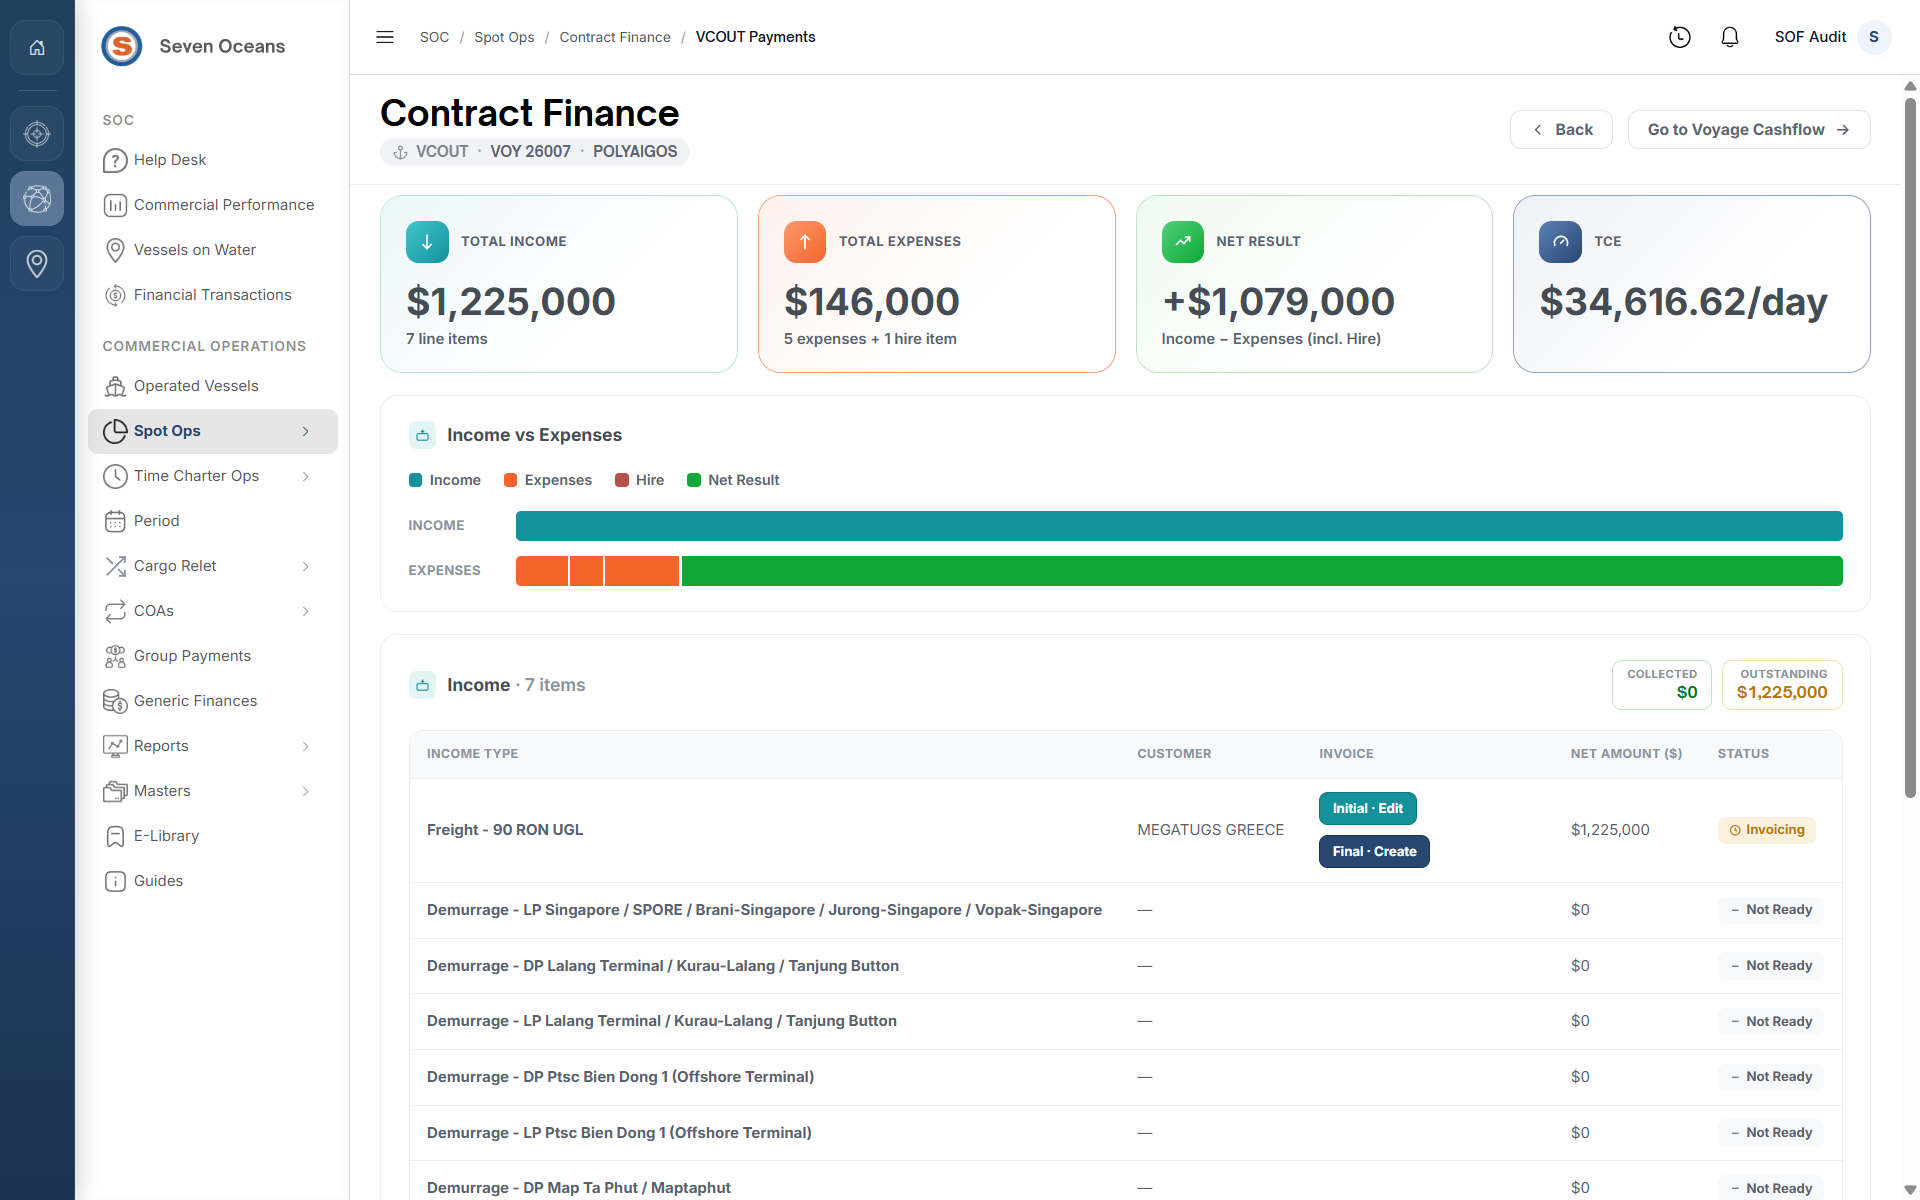 Seven Oceans
SOC
Help Desk
Commercial Performance
Vessels on Water
Financial Transactions
COMMERCIAL OPERATIONS
Operated Vessels
Spot Ops
Time Charter Ops
Period
Cargo Relet
COAs
Group Payments
Generic Finances
Reports
Masters
E-Library
Guides
SOC / Spot Ops / Contract Finance / VCOUT Payments
SOF Audit S
Contract Finance
VCOUT · VOY 26007 · POLYAIGOS
Back
Go to Voyage Cashflow
TOTAL INCOME
$1,225,000
7 line items
TOTAL EXPENSES
$146,000
5 expenses + 1 hire item
NET RESULT
+$1,079,000
Income − Expenses (incl. Hire)
TCE
$34,616.62/day
Income vs Expenses
Income Expenses Hire Net Result
INCOME
EXPENSES
Income · 7 items
COLLECTED
$0
OUTSTANDING
$1,225,000
INCOME TYPE CUSTOMER INVOICE NET AMOUNT ($) STATUS
Freight - 90 RON UGL MEGATUGS GREECE Initial · Edit $1,225,000 Invoicing
Final · Create
Demurrage - LP Singapore / SPORE / Brani-Singapore / Jurong-Singapore / Vopak-Singapore — $0 – Not Ready
Demurrage - DP Lalang Terminal / Kurau-Lalang / Tanjung Button — $0 – Not Ready
Demurrage - LP Lalang Terminal / Kurau-Lalang / Tanjung Button — $0 – Not Ready
Demurrage - DP Ptsc Bien Dong 1 (Offshore Terminal) — $0 – Not Ready
Demurrage - LP Ptsc Bien Dong 1 (Offshore Terminal) — $0 – Not Ready
Demurrage - DP Map Ta Phut / Maptaphut — $0 – Not Ready